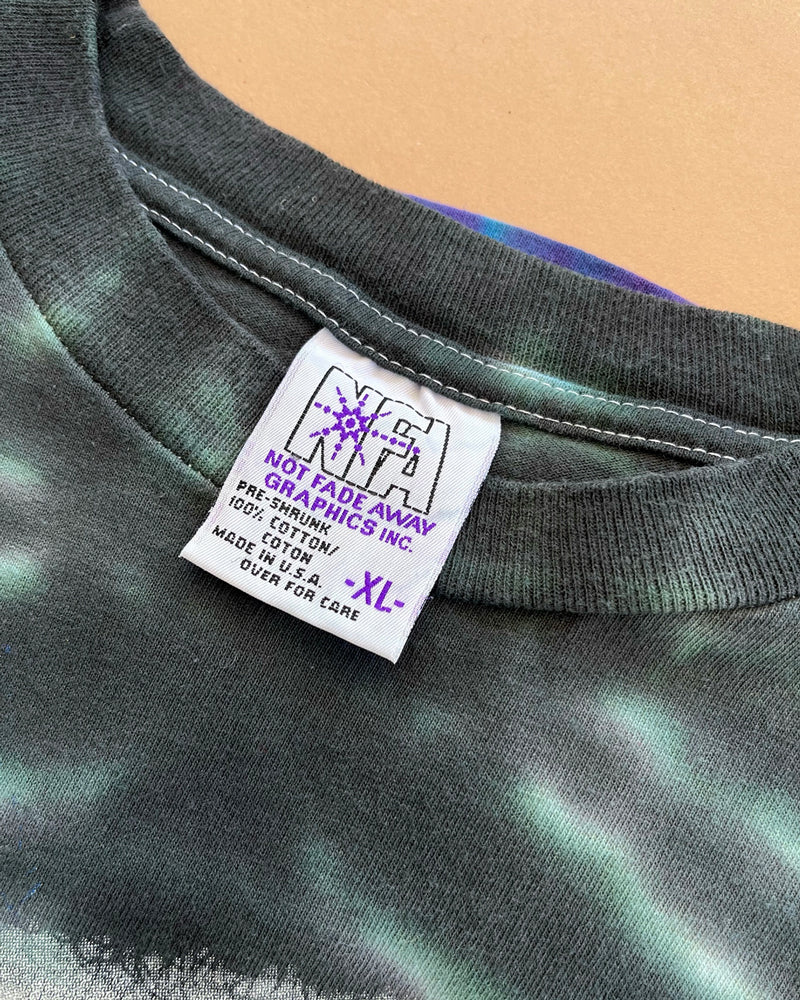 NFA
NOT FADE AWAY
GRAPHICS INC.
PRE-SHRUNK
100% COTTON/
COTON
MADE IN U.S.A.
OVER FOR CARE
-XL-